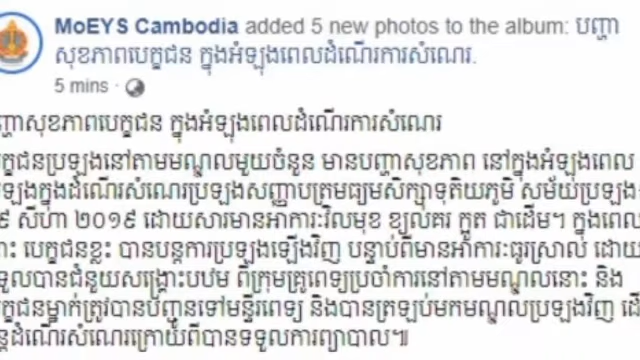 MoEYS Cambodia added 5 new photos to the album: បញ្ហា
សុខភាពបេក្ខជន ក្នុងអំឡុងពេលដំណើរការសំណេរ.
5 mins ·
បញ្ហាសុខភាពបេក្ខជន ក្នុងអំឡុងពេលដំណើរការសំណេរ
បេក្ខជនប្រឡងនៅតាមមណ្ឌលមួយចំនួន មានបញ្ហាសុខភាព នៅក្នុងអំឡុងពេល
ប្រឡងក្នុងដំណើរសំណេរប្រឡងសញ្ញាបត្រមធ្យមសិក្សាទុតិយភូមិ សម័យប្រឡង
១៩ សីហា ២០១៩ ដោយសារមានអាការៈវិលមុខ ខ្យល់គរ ក្អួត ជាដើម។ ក្នុងពេល
នោះ បេក្ខជនខ្លះ បានបន្តការប្រឡងឡើងវិញ បន្ទាប់ពីមានអាការៈធូរស្រាល ដោយ
ទទួលបានជំនួយសង្គ្រោះបឋម ពីក្រុមគ្រូពេទ្យប្រចាំការនៅតាមមណ្ឌលនោះ និង
បេក្ខជនម្នាក់ត្រូវបានបញ្ជូនទៅមន្ទីរពេទ្យ និងបានត្រឡប់មកមណ្ឌលប្រឡងវិញ ដើ
បន្តដំណើរសំណេរក្រោយពីបានទទួលការព្យាបាល៕